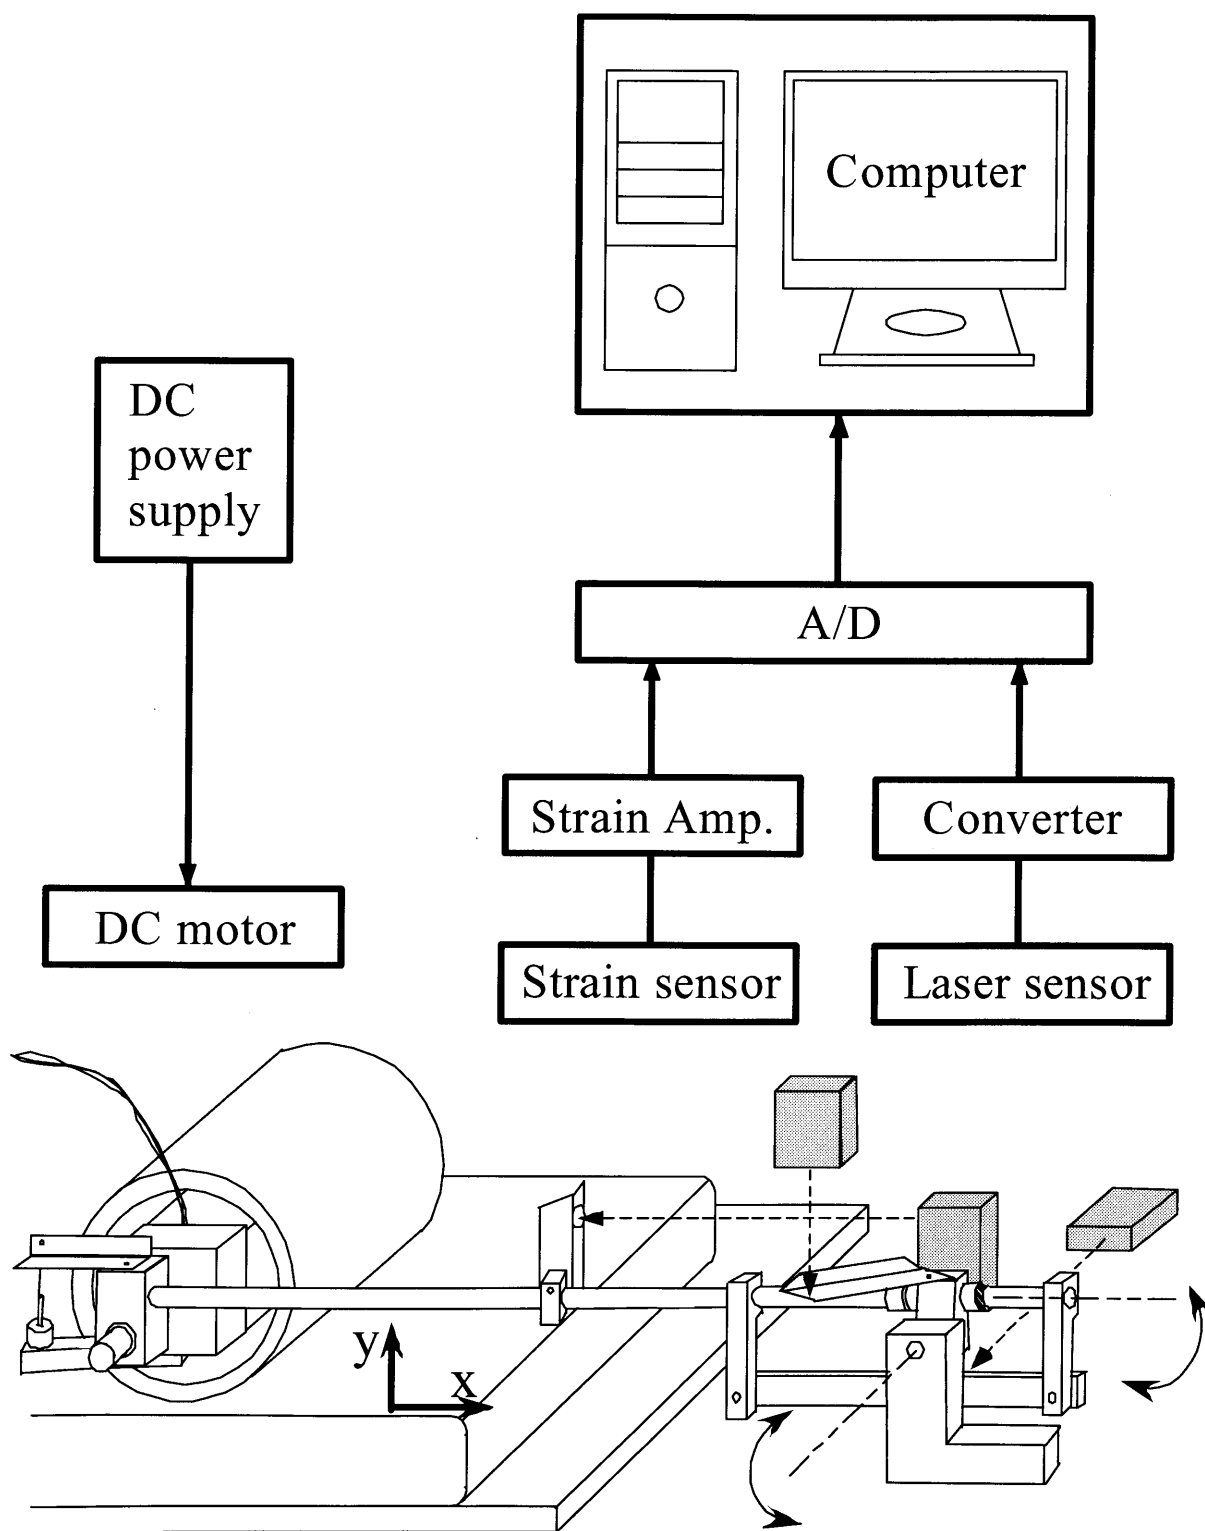 Computer
DC
power
supply
A/D
Strain Amp.
Converter
DC motor
Strain sensor
Laser sensor
y
x